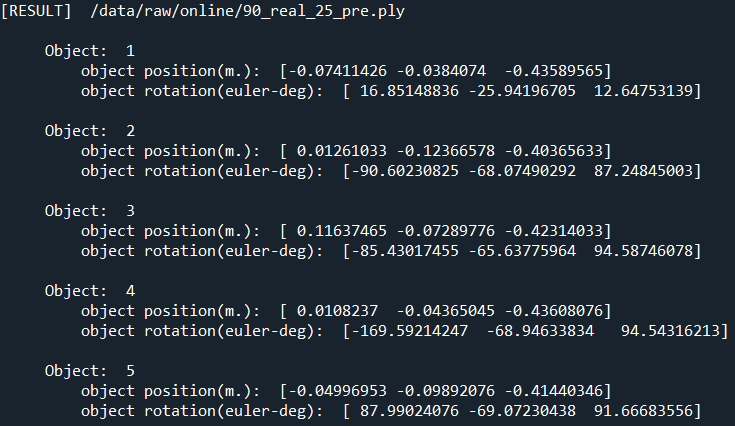 [RESULT]  /data/raw/online/90_real_25_pre.ply
Object:  1
object position(m.):  [-0.07411426 -0.0384074  -0.43589565]
object rotation(euler-deg):  [ 16.85148836 -25.94196705  12.64753139]
Object:  2
object position(m.):  [ 0.01261033 -0.12366578 -0.40365633]
object rotation(euler-deg):  [-90.60230825 -68.07490292  87.24845003]
Object:  3
object position(m.):  [ 0.11637465 -0.07289776 -0.42314033]
object rotation(euler-deg):  [-85.43017455 -65.63775964  94.58746078]
Object:  4
object position(m.):  [ 0.0108237  -0.04365045 -0.43608076]
object rotation(euler-deg):  [-169.59214247  -68.94633834   94.54316213]
Object:  5
object position(m.):  [-0.04996953 -0.09892076 -0.41440346]
object rotation(euler-deg):  [ 87.99024076 -69.07230438  91.66683556]